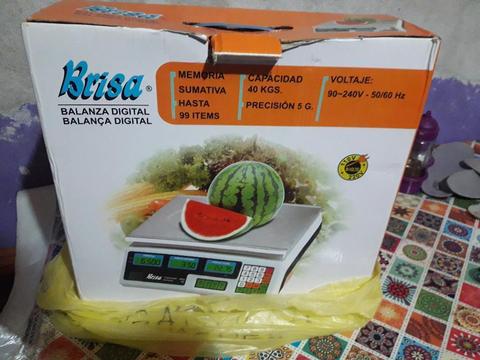 Brisa®
BALANZA DIGITAL
BALANÇA DIGITAL
MEMORIA
SUMATIVA
HASTA
99 ITEMS
CAPACIDAD
40 KGS.
PRECISIÓN 5 G.
VOLTAJE:
90~240V - 50/60 Hz
Brisa